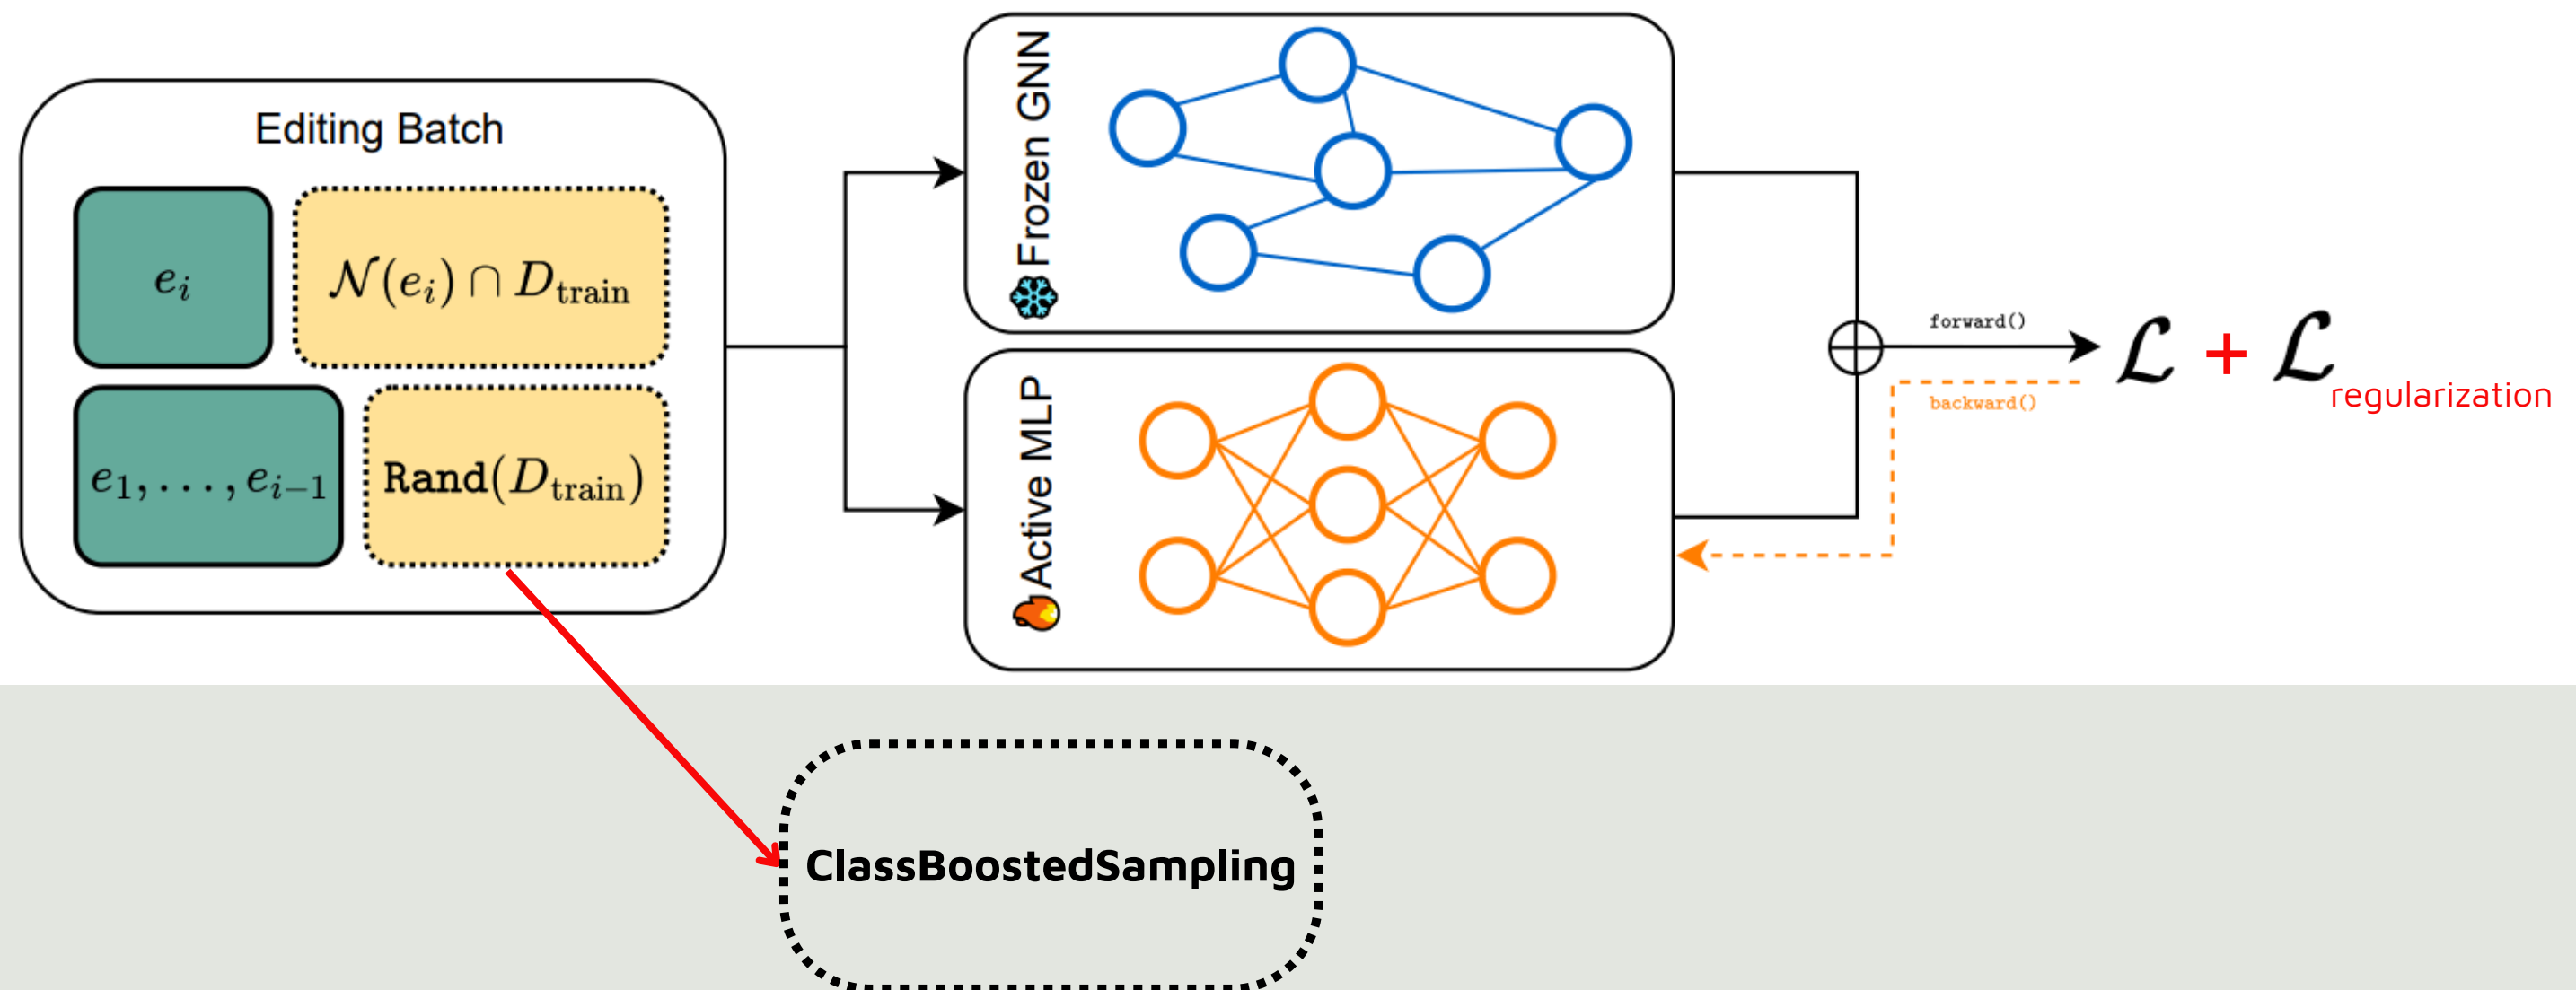 Editing Batch
e_i
𝒩(e_i) ∩ D_train
e_1, . . . , e_{i−1}
Rand(D_train)
Frozen GNN
Active MLP
forward()
backward()
ℒ + ℒ_regularization
ClassBoostedSampling